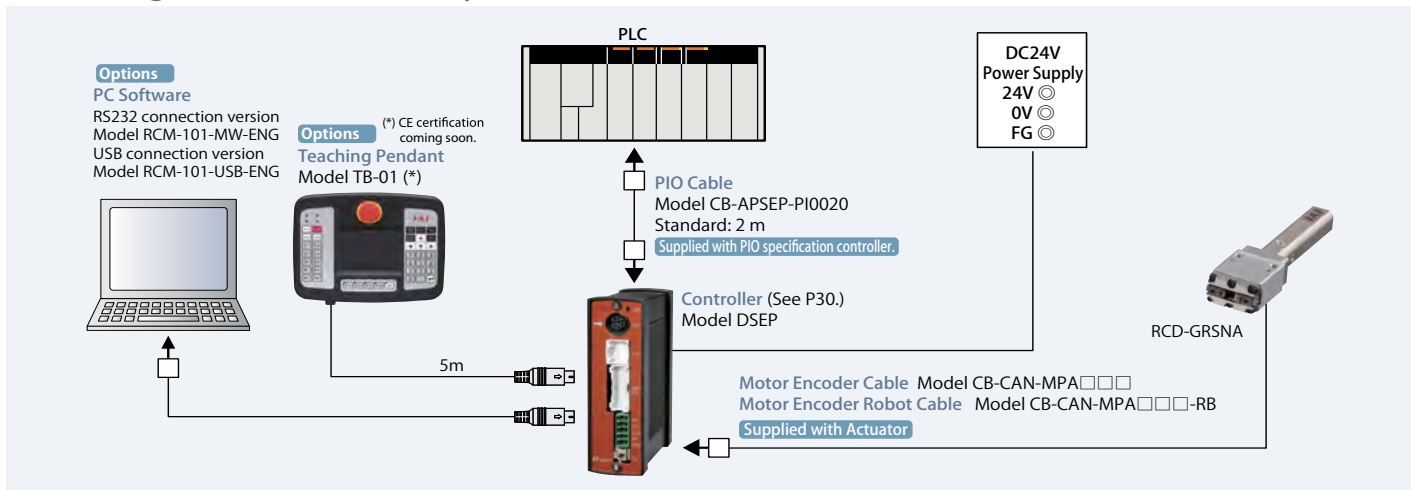 PLC
DC24V
Power Supply
24V ◎
0V ◎
FG ◎
Options
PC Software
RS232 connection version
Model RCM-101-MW-ENG
USB connection version
Model RCM-101-USB-ENG
Options
(*) CE certification
coming soon.
Teaching Pendant
Model TB-01 (*)
PIO Cable
Model CB-APSEP-PI0020
Standard: 2 m
Supplied with PIO specification controller.
Controller (See P30.)
Model DSEP
RCD-GRSNA
5m
Motor Encoder Cable Model CB-CAN-MPA□□□
Motor Encoder Robot Cable Model CB-CAN-MPA□□□-RB
Supplied with Actuator